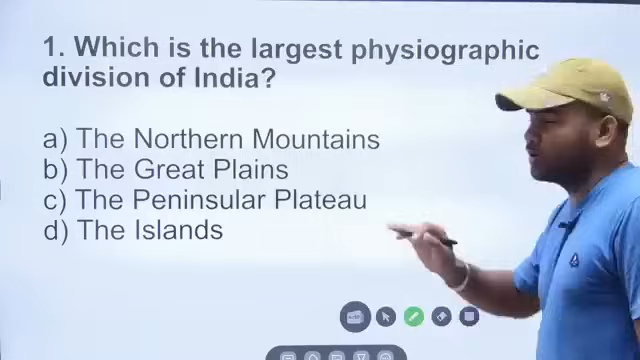 1. Which is the largest physiographic
division of India?
a) The Northern Mountains
b) The Great Plains
c) The Peninsular Plateau
d) The Islands